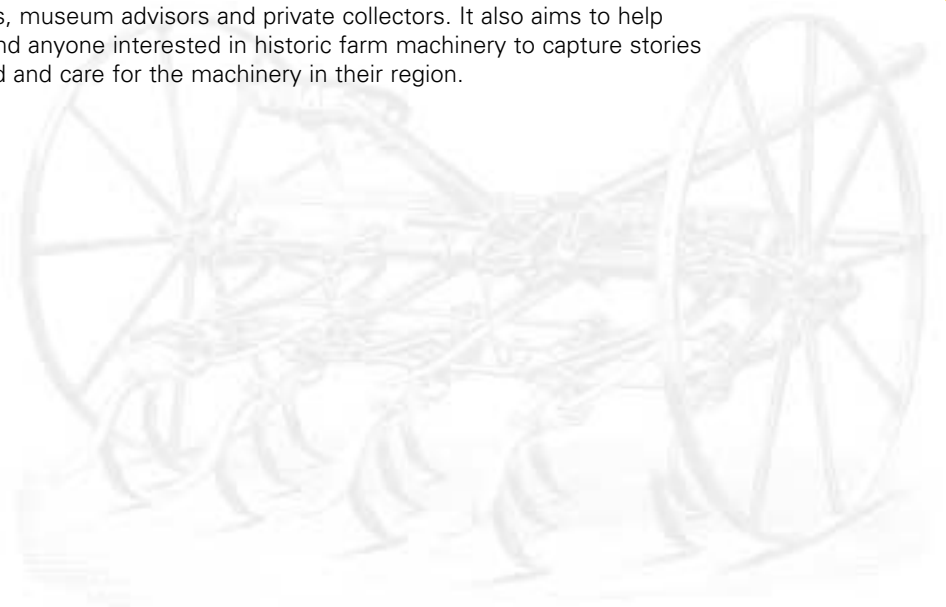 s, museum advisors and private collectors. It also aims to help
nd anyone interested in historic farm machinery to capture stories
d and care for the machinery in their region.